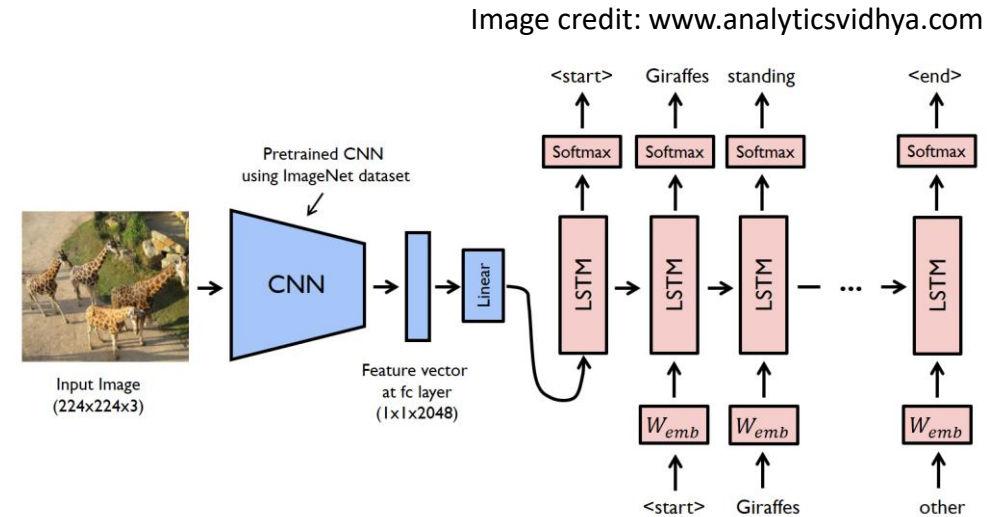 Image credit: www.analyticsvidhya.com
<start> Giraffes standing <end>
Softmax Softmax Softmax Softmax
Pretrained CNN
using ImageNet dataset
CNN
Linear
LSTM LSTM LSTM ... LSTM
Input Image
(224x224x3)
Feature vector
at fc layer
(1x1x2048)
W_emb W_emb W_emb
<start> Giraffes other